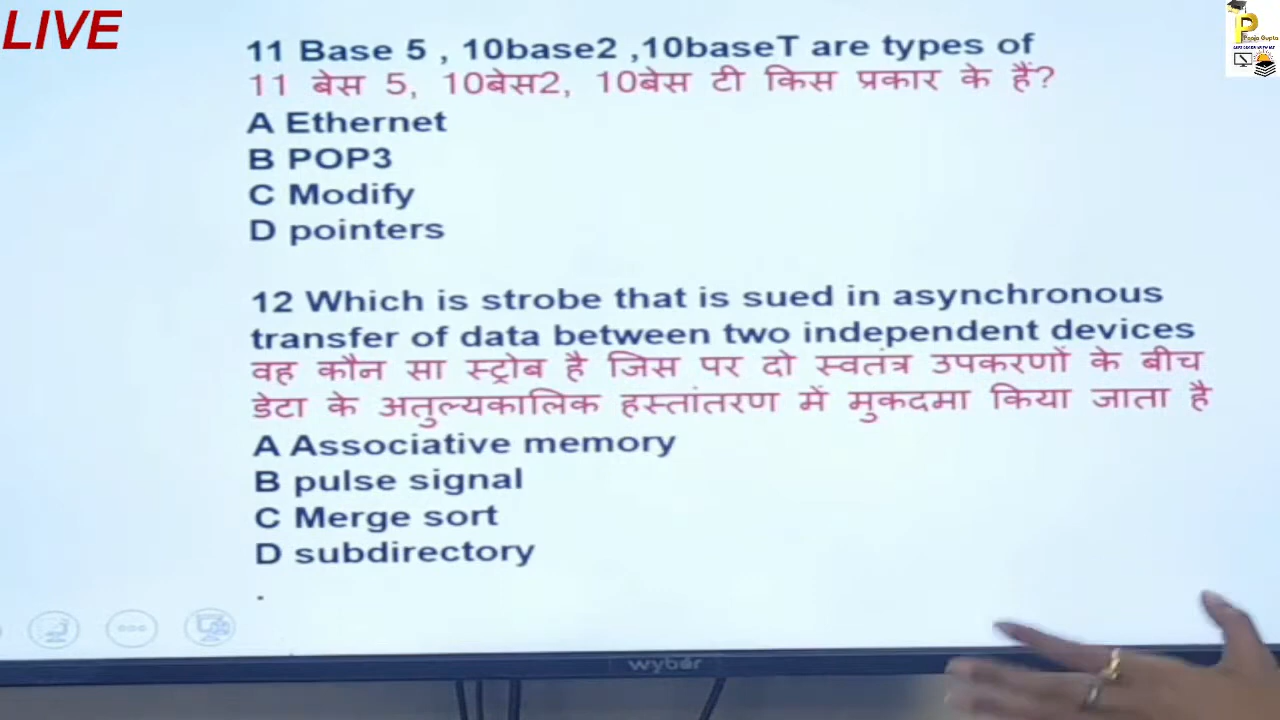 LIVE
11 Base 5 , 10base2 ,10baseT are types of
11 बेस 5, 10बेस2, 10बेस टी किस प्रकार के हैं?
A Ethernet
B POP3
C Modify
D pointers
12 Which is strobe that is sued in asynchronous
transfer of data between two independent devices
वह कौन सा स्ट्रोब है जिस पर दो स्वतंत्र उपकरणों के बीच
डेटा के अतुल्यकालिक हस्तांतरण में मुकदमा किया जाता है
A Associative memory
B pulse signal
C Merge sort
D subdirectory
.
wybor
Pooja Gupta